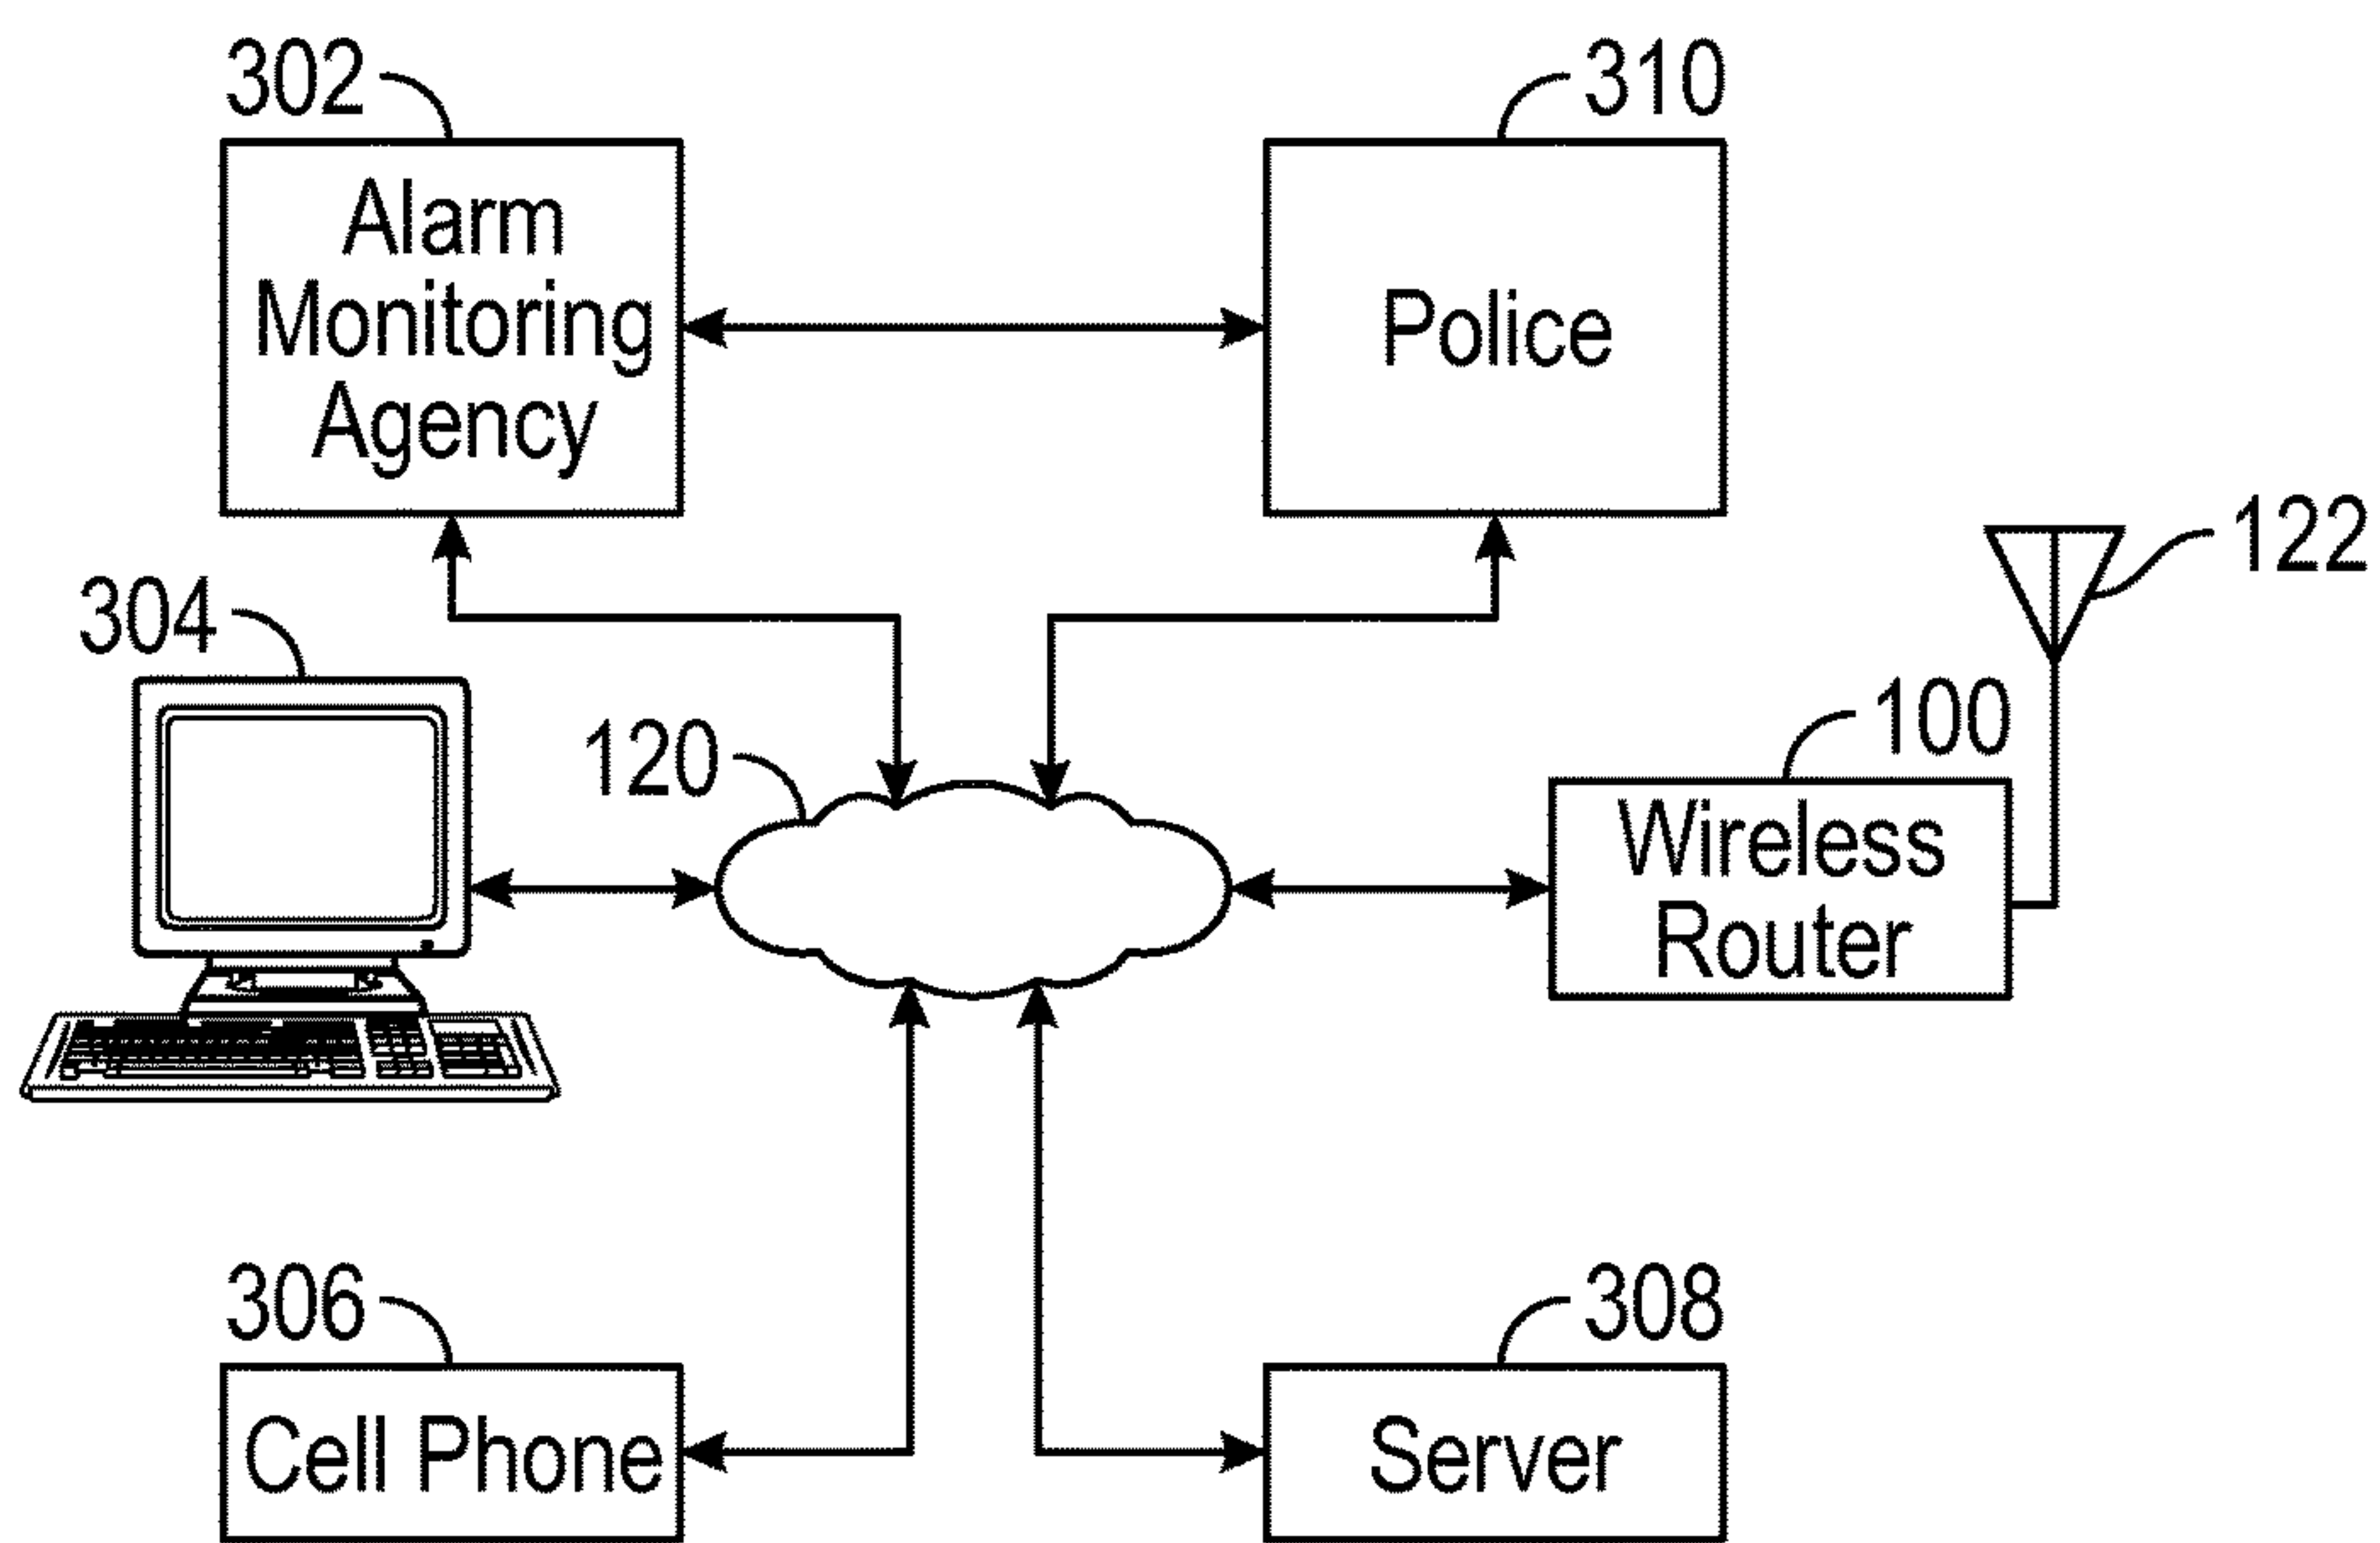 302
310
Alarm
Monitoring
Agency
Police
122
304
120
100
Wireless
Router
306
308
Cell Phone
Server